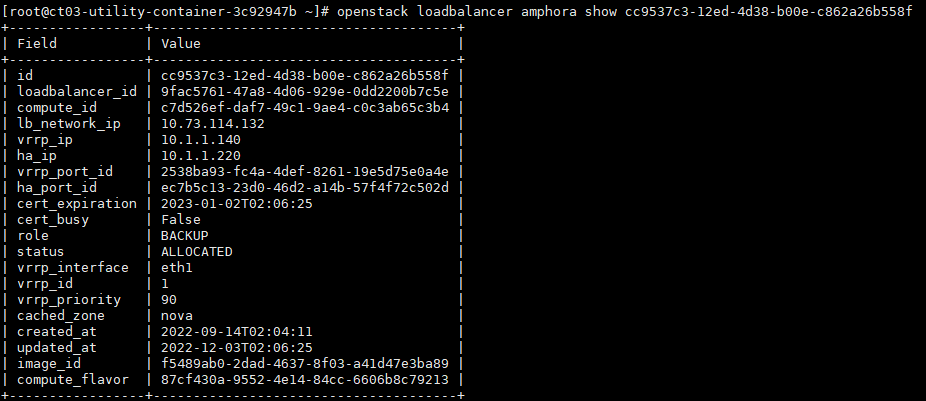 [root@ct03-utility-container-3c92947b ~]# openstack loadbalancer amphora show cc9537c3-12ed-4d38-b00e-c862a26b558f
+-----------------+--------------------------------------+
| Field           | Value                                |
+-----------------+--------------------------------------+
| id              | cc9537c3-12ed-4d38-b00e-c862a26b558f |
| loadbalancer_id | 9fac5761-47a8-4d06-929e-0dd2200b7c5e |
| compute_id      | c7d526ef-daf7-49c1-9ae4-c0c3ab65c3b4 |
| lb_network_ip   | 10.73.114.132                        |
| vrrp_ip         | 10.1.1.140                           |
| ha_ip           | 10.1.1.220                           |
| vrrp_port_id    | 2538ba93-fc4a-4def-8261-19e5d75e0a4e |
| ha_port_id      | ec7b5c13-23d0-46d2-a14b-57f4f72c502d |
| cert_expiration | 2023-01-02T02:06:25                  |
| cert_busy       | False                                |
| role            | BACKUP                               |
| status          | ALLOCATED                            |
| vrrp_interface  | eth1                                 |
| vrrp_id         | 1                                    |
| vrrp_priority   | 90                                   |
| cached_zone     | nova                                 |
| created_at      | 2022-09-14T02:04:11                  |
| updated_at      | 2022-12-03T02:06:25                  |
| image_id        | f5489ab0-2dad-4637-8f03-a41d47e3ba89 |
| compute_flavor  | 87cf430a-9552-4e14-84cc-6606b8c79213 |
+-----------------+--------------------------------------+